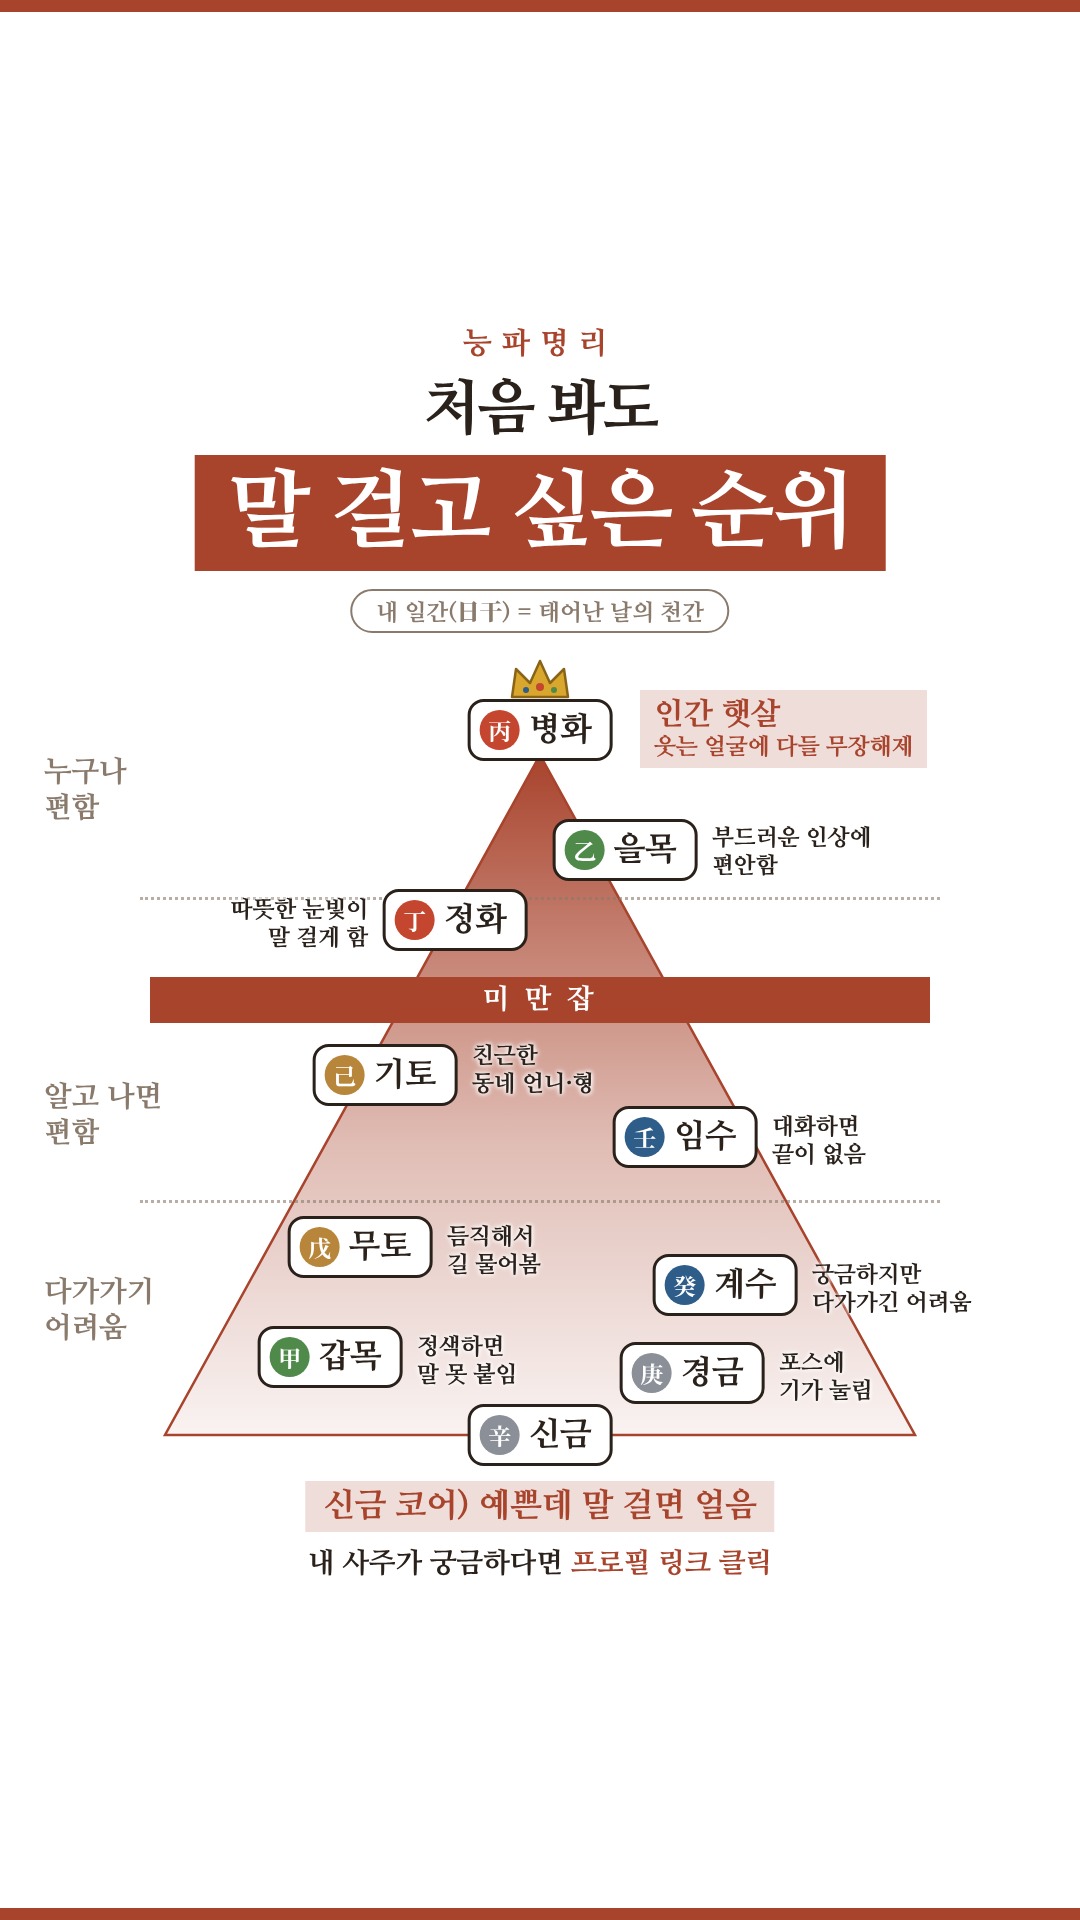 능파명리
처음 봐도
말 걸고 싶은 순위
내 일간(日干) = 태어난 날의 천간
丙 병화
인간 햇살
웃는 얼굴에 다들 무장해제
누구나
편함
乙 을목
부드러운 인상에
편안함
따뜻한 눈빛이
말 걸게 함
丁 정화
미만잡
己 기토
친근한
동네 언니·형
알고 나면
편함
壬 임수
대화하면
끝이 없음
戊 무토
듬직해서
길 물어봄
癸 계수
궁금하지만
다가가긴 어려움
다가가기
어려움
甲 갑목
정색하면
말 못 붙임
庚 경금
포스에
기가 눌림
辛 신금
신금 코어) 예쁜데 말 걸면 얼음
내 사주가 궁금하다면 프로필 링크 클릭